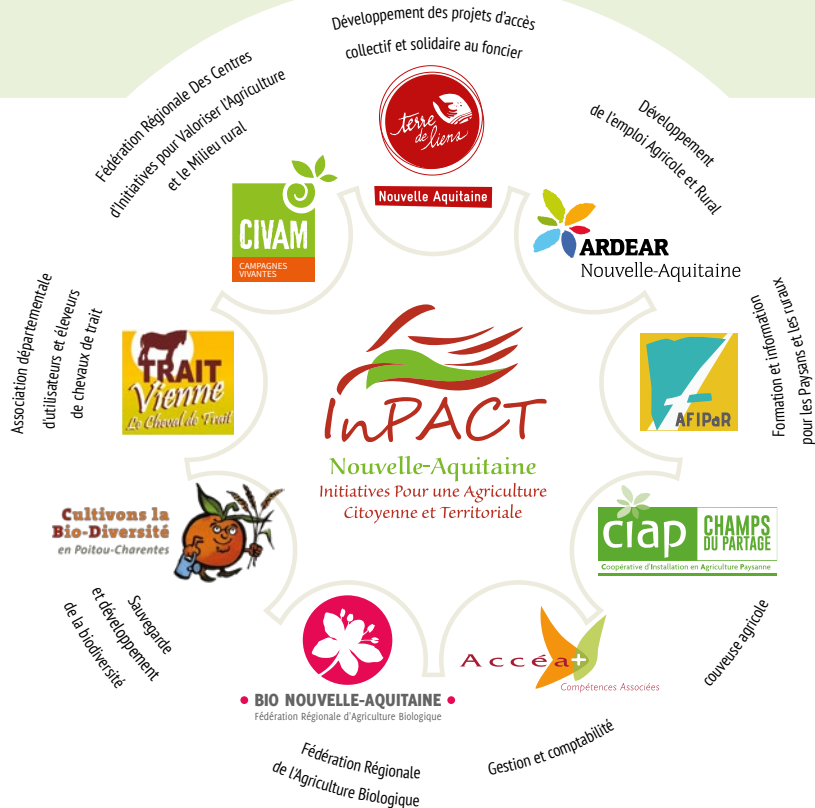 Développement des projets d'accès
collectif et solidaire au foncier
terre
de liens
Nouvelle Aquitaine
Développement
de l'emploi Agricole et Rural
ARDEAR
Nouvelle-Aquitaine
Formation et information
pour les Paysans et les ruraux
AFIPaR
ciap
CHAMPS
DU PARTAGE
Coopérative d'Installation en Agriculture Paysanne
couveuse agricole
Accéa+
Compétences Associées
Gestion et comptabilité
• BIO NOUVELLE-AQUITAINE •
Fédération Régionale d'Agriculture Biologique
Fédération Régionale
de l'Agriculture Biologique
Cultivons la
Bio-Diversité
en Poitou-Charentes
Sauvegarde
et développement
de la biodiversité
TRAIT
Vienne
Le Cheval de Trait
Association départementale
d'utilisateurs et éleveurs
de chevaux de trait
CIVAM
CAMPAGNES
VIVANTES
Fédération Régionale Des Centres
d'Initiatives pour Valoriser l'Agriculture
et le Milieu rural
InPACT
Nouvelle-Aquitaine
Initiatives Pour une Agriculture
Citoyenne et Territoriale